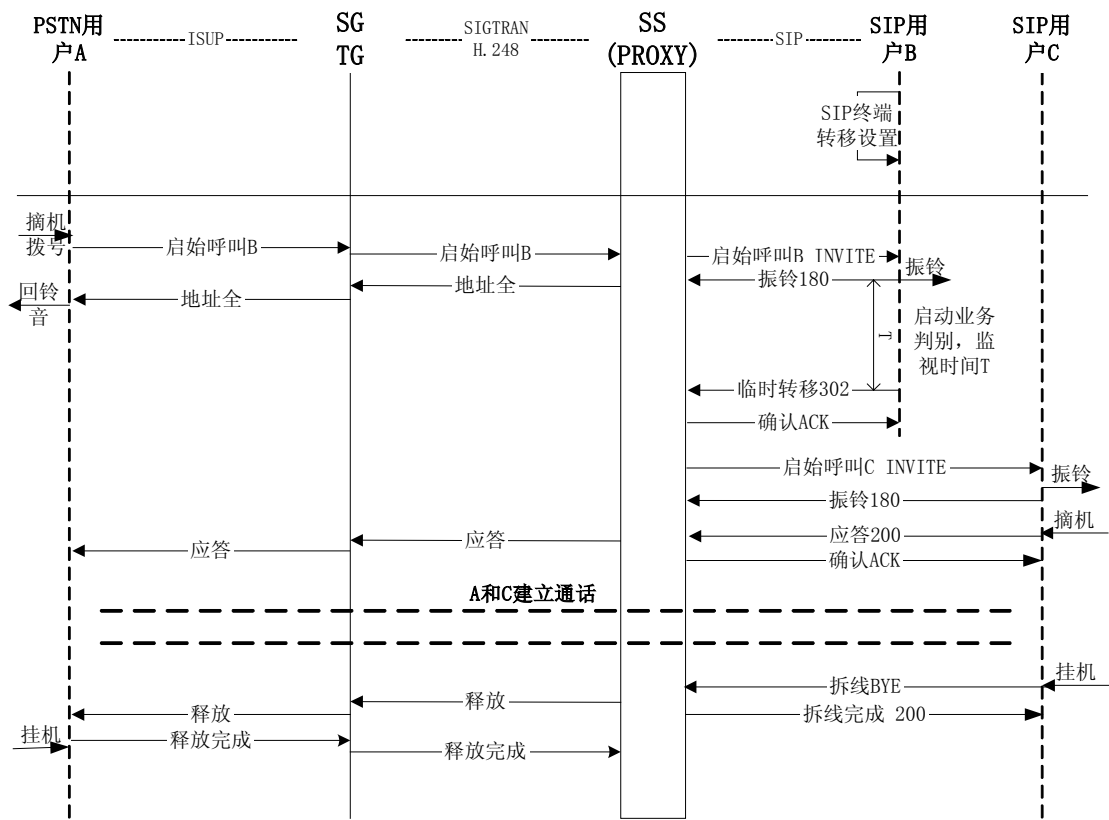 PSTN用
户A
ISUP
SG
TG
SIGTRAN
H.248
SS
(PROXY)
SIP
SIP用
户B
SIP用
户C
SIP终端
转移设置
摘机
拨号
启始呼叫B
启始呼叫B
启始呼叫B INVITE
回铃
音
地址全
地址全
振铃180
振铃
T
启动业务
判别，监
视时间T
临时转移302
确认ACK
启始呼叫C INVITE
振铃180
振铃
应答
应答
应答200
摘机
确认ACK
A和C建立通话
拆线BYE
挂机
释放
释放
拆线完成 200
挂机
释放完成
释放完成